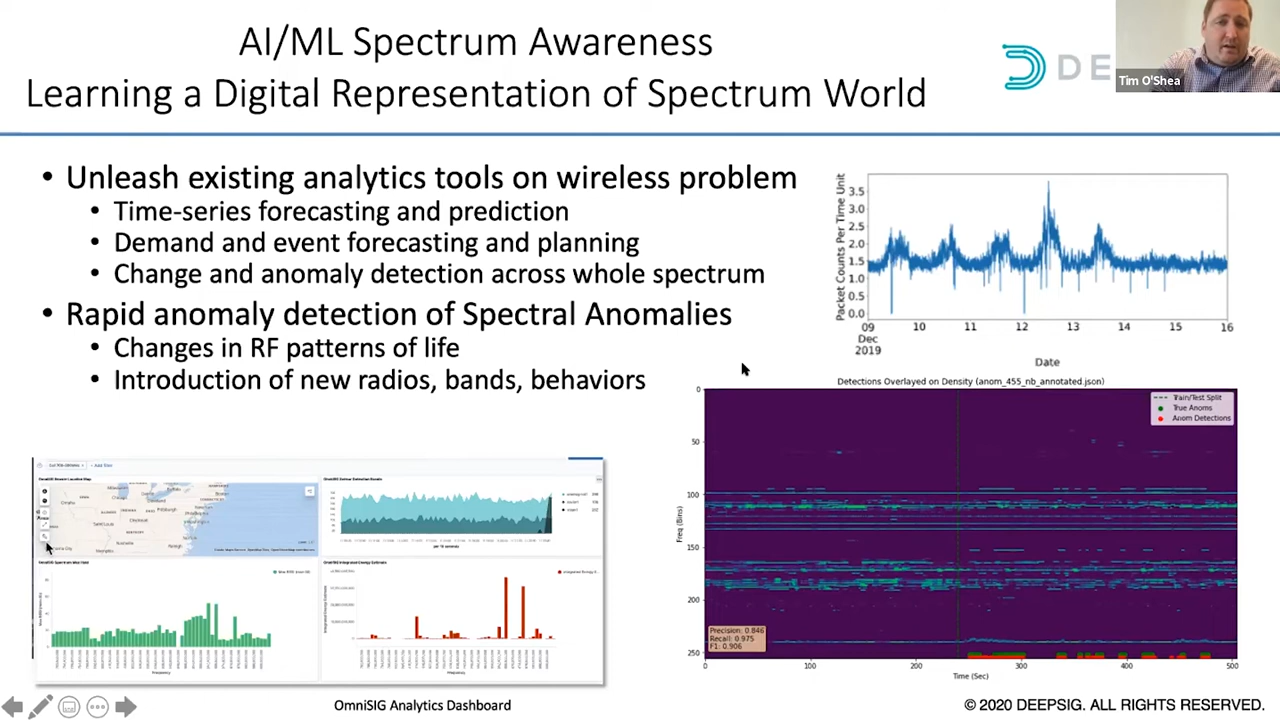 AI/ML Spectrum Awareness
Learning a Digital Representation of Spectrum World
DE
Tim O'Shea
• Unleash existing analytics tools on wireless problem
• Time-series forecasting and prediction
• Demand and event forecasting and planning
• Change and anomaly detection across whole spectrum
• Rapid anomaly detection of Spectral Anomalies
• Changes in RF patterns of life
• Introduction of new radios, bands, behaviors
Packet Counts Per Time Unit
3.5
3.0
2.5
2.0
1.5
1.0
0.5
0.0
09 10 11 12 13 14 15 16
Dec
2019
Date
Detections Overlayed on Density (anom_455_nb_annotated.json)
Train/Test Split
True Anoms
Anom Detections
Freq (Bins)
0
50
100
150
200
250
Precision: 0.846
Recall: 0.975
F1: 0.906
0 100 200 300 400 500
Time (Sec)
per 10 seconds
Frequency
Frequency
OmniSIG Analytics Dashboard
© 2020 DEEPSIG. ALL RIGHTS RESERVED.